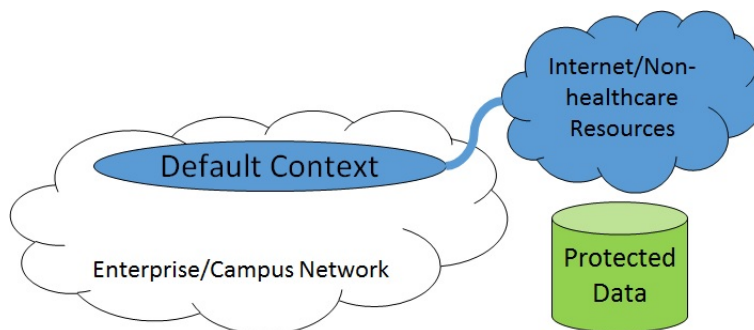 Internet/Non-
healthcare
Resources
Default Context
Enterprise/Campus Network
Protected
Data